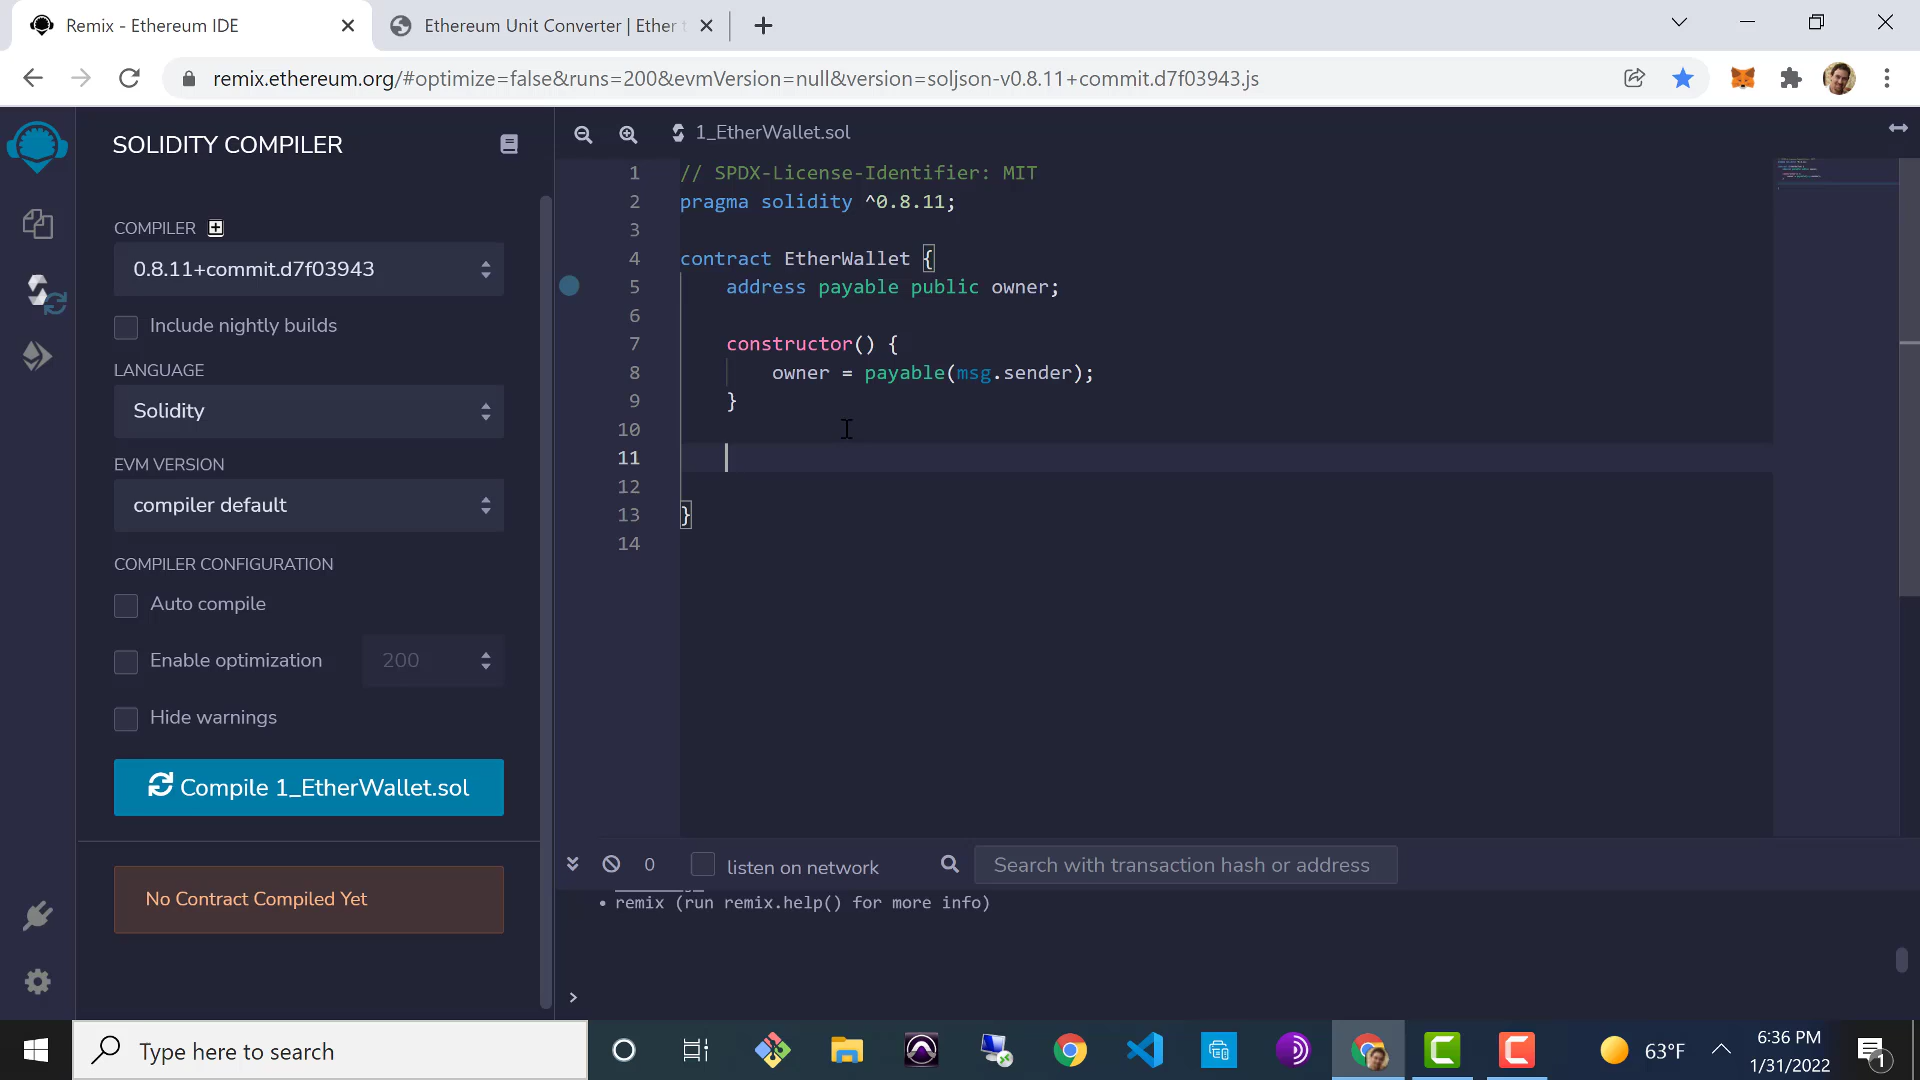 Remix - Ethereum IDE
Ethereum Unit Converter | Ether
remix.ethereum.org/#optimize=false&runs=200&evmVersion=null&version=soljson-v0.8.11+commit.d7f03943.js
SOLIDITY COMPILER
COMPILER
0.8.11+commit.d7f03943
Include nightly builds
LANGUAGE
Solidity
EVM VERSION
compiler default
COMPILER CONFIGURATION
Auto compile
Enable optimization 200
Hide warnings
Compile 1_EtherWallet.sol
No Contract Compiled Yet
1_EtherWallet.sol
1 // SPDX-License-Identifier: MIT
2 pragma solidity ^0.8.11;
3
4 contract EtherWallet {
5 address payable public owner;
6
7 constructor() {
8 owner = payable(msg.sender);
9 }
10
11
12
13 }
14
0 listen on network Search with transaction hash or address
• remix (run remix.help() for more info)
>
Type here to search
63°F
6:36 PM
1/31/2022
1